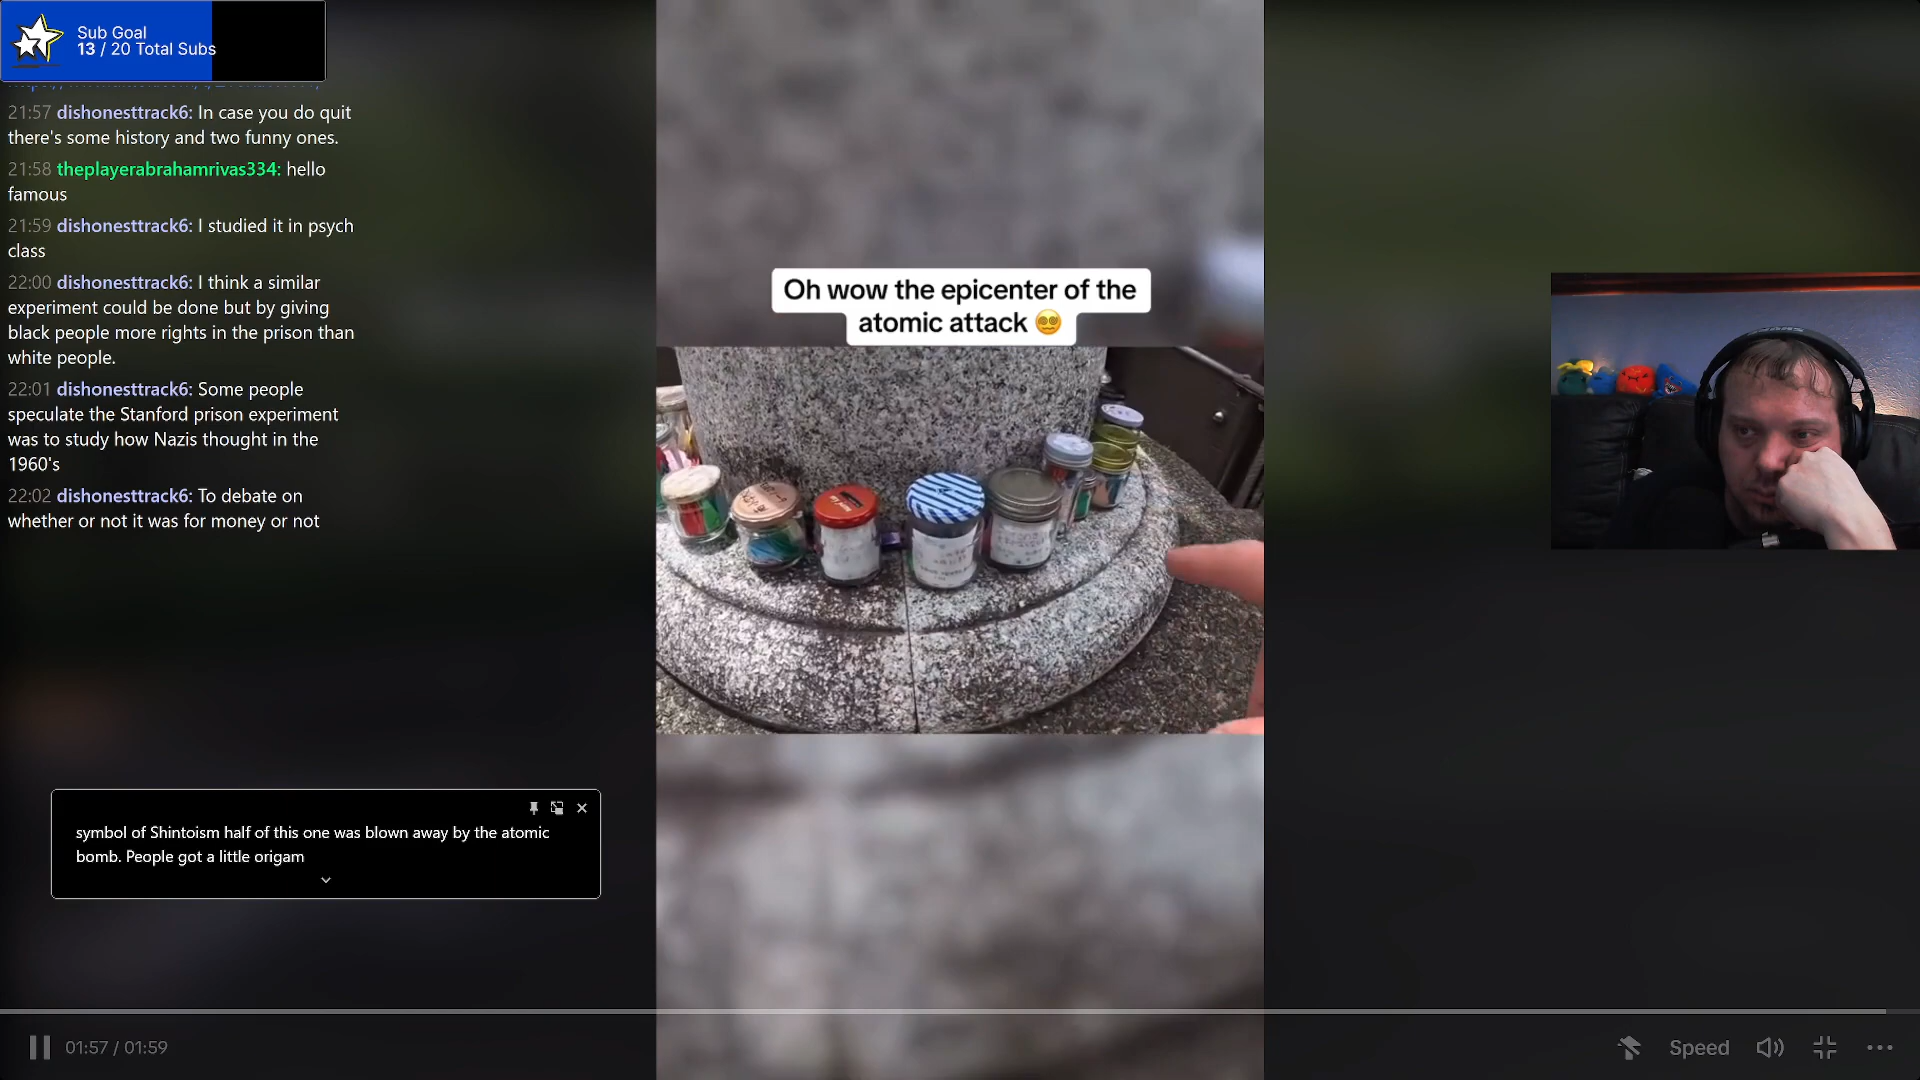 Sub Goal
13 / 20 Total Subs
21:57 dishonesttrack6: In case you do quit
there's some history and two funny ones.
21:58 theplayerabrahamrivas334: hello
famous
21:59 dishonesttrack6: I studied it in psych
class
22:00 dishonesttrack6: I think a similar
experiment could be done but by giving
black people more rights in the prison than
white people.
22:01 dishonesttrack6: Some people
speculate the Stanford prison experiment
was to study how Nazis thought in the
1960's
22:02 dishonesttrack6: To debate on
whether or not it was for money or not
Oh wow the epicenter of the
atomic attack 😵‍💫
symbol of Shintoism half of this one was blown away by the atomic
bomb. People got a little origam
01:57 / 01:59
Speed